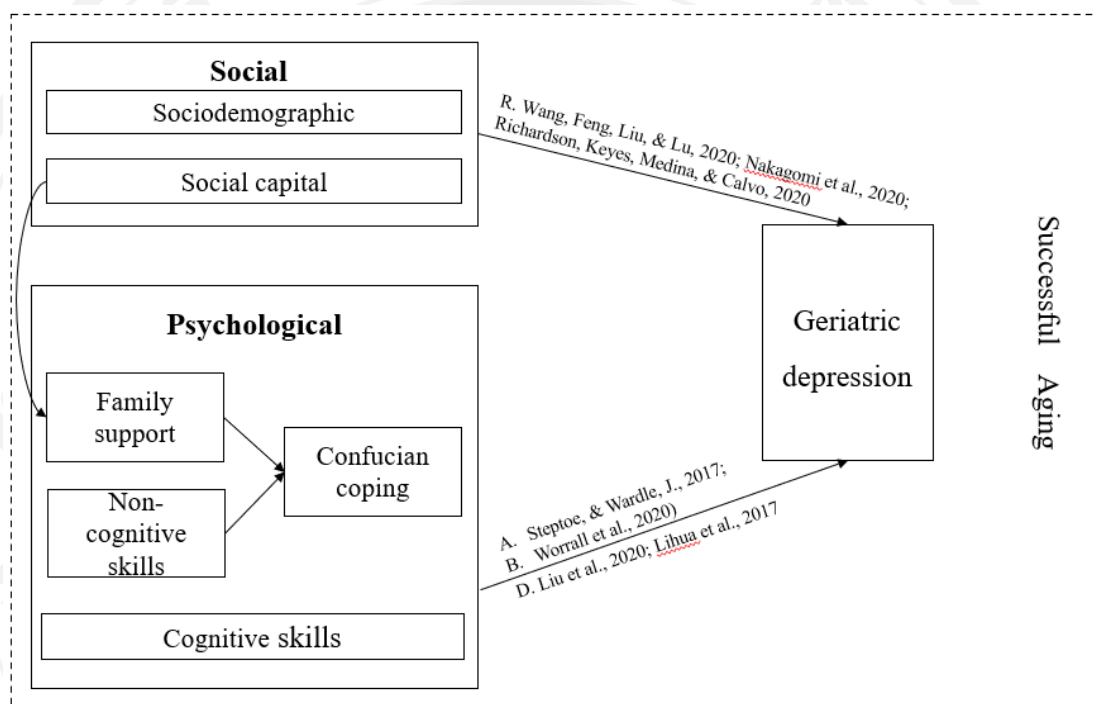 Social
Sociodemographic
Social capital
R. Wang, Feng, Liu, & Lu, 2020; Nakagomi et al., 2020;
Richardson, Keyes, Medina, & Calvo, 2020
Psychological
Family
support
Non-
cognitive
skills
Confucian
coping
Cognitive skills
A. Steptoe, & Wardle, J., 2017;
B. Worrall et al., 2020)
D. Liu et al., 2020; Lihua et al., 2017
Geriatric
depression
Successful Aging